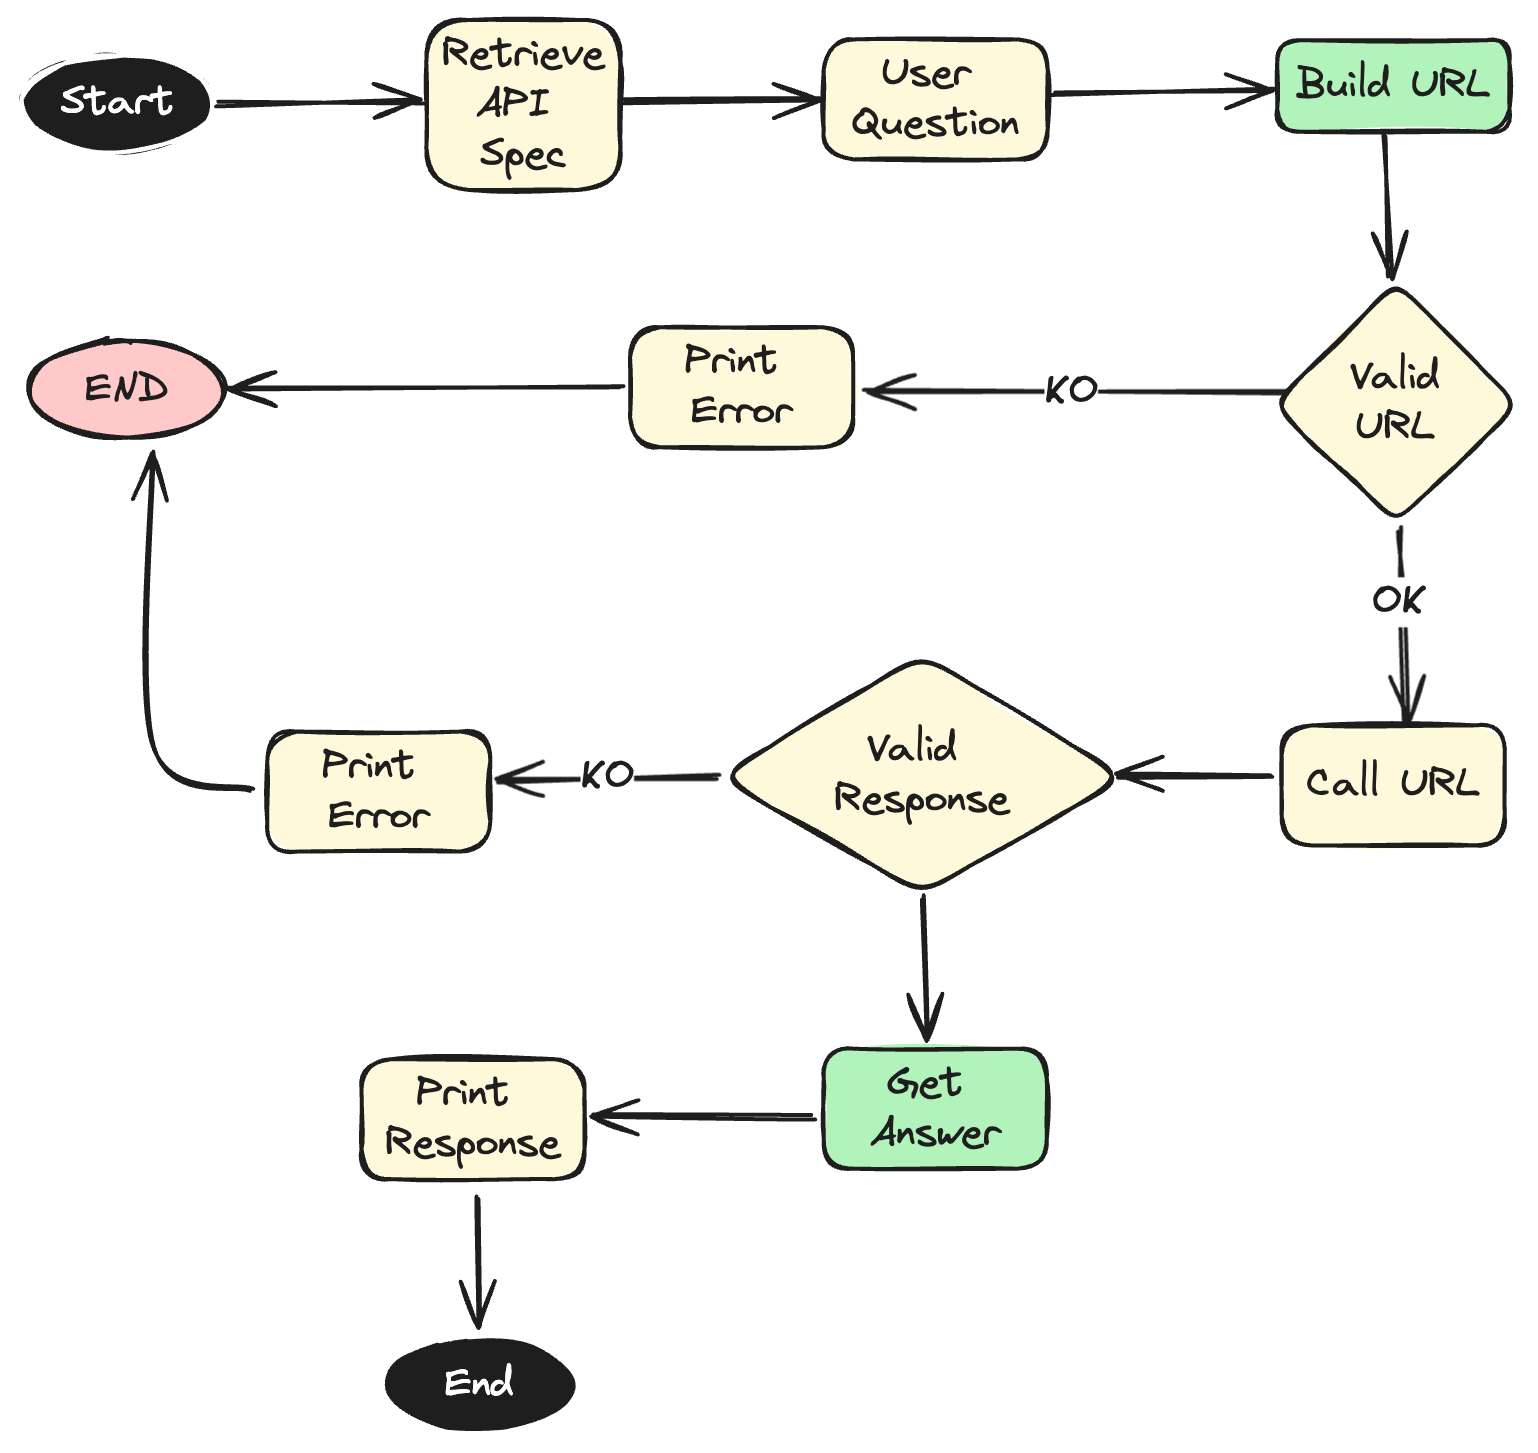 Start
Retrieve
API
Spec
User
Question
Build URL
Valid
URL
KO
Print
Error
END
OK
Call URL
Valid
Response
KO
Print
Error
Get
Answer
Print
Response
End